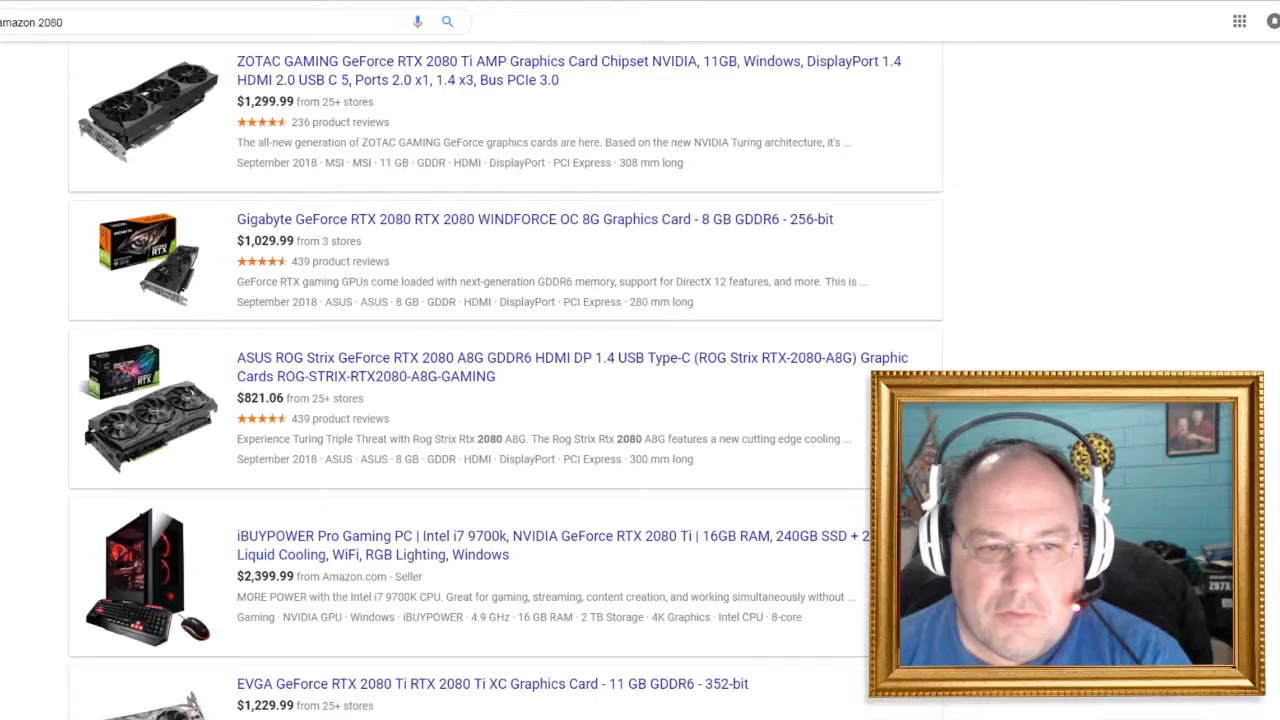 amazon 2080
ZOTAC GAMING GeForce RTX 2080 Ti AMP Graphics Card Chipset NVIDIA, 11GB, Windows, DisplayPort 1.4
HDMI 2.0 USB C 5, Ports 2.0 x1, 1.4 x3, Bus PCIe 3.0
$1,299.99 from 25+ stores
236 product reviews
The all-new generation of ZOTAC GAMING GeForce graphics cards are here. Based on the new NVIDIA Turing architecture, it's ...
September 2018 · MSI · MSI · 11 GB · GDDR · HDMI · DisplayPort · PCI Express · 308 mm long
Gigabyte GeForce RTX 2080 RTX 2080 WINDFORCE OC 8G Graphics Card - 8 GB GDDR6 - 256-bit
$1,029.99 from 3 stores
439 product reviews
GeForce RTX gaming GPUs come loaded with next-generation GDDR6 memory, support for DirectX 12 features, and more. This is ...
September 2018 · ASUS · ASUS · 8 GB · GDDR · HDMI · DisplayPort · PCI Express · 280 mm long
ASUS ROG Strix GeForce RTX 2080 A8G GDDR6 HDMI DP 1.4 USB Type-C (ROG Strix RTX-2080-A8G) Graphic
Cards ROG-STRIX-RTX2080-A8G-GAMING
$821.06 from 25+ stores
439 product reviews
Experience Turing Triple Threat with Rog Strix Rtx 2080 A8G. The Rog Strix Rtx 2080 A8G features a new cutting edge cooling ...
September 2018 · ASUS · ASUS · 8 GB · GDDR · HDMI · DisplayPort · PCI Express · 300 mm long
iBUYPOWER Pro Gaming PC | Intel i7 9700k, NVIDIA GeForce RTX 2080 Ti | 16GB RAM, 240GB SSD + 2
Liquid Cooling, WiFi, RGB Lighting, Windows
$2,399.99 from Amazon.com - Seller
MORE POWER with the Intel i7 9700K CPU. Great for gaming, streaming, content creation, and working simultaneously without ...
Gaming · NVIDIA GPU · Windows · iBUYPOWER · 4.9 GHz · 16 GB RAM · 2 TB Storage · 4K Graphics · Intel CPU · 8-core
EVGA GeForce RTX 2080 Ti RTX 2080 Ti XC Graphics Card - 11 GB GDDR6 - 352-bit
$1,229.99 from 25+ stores